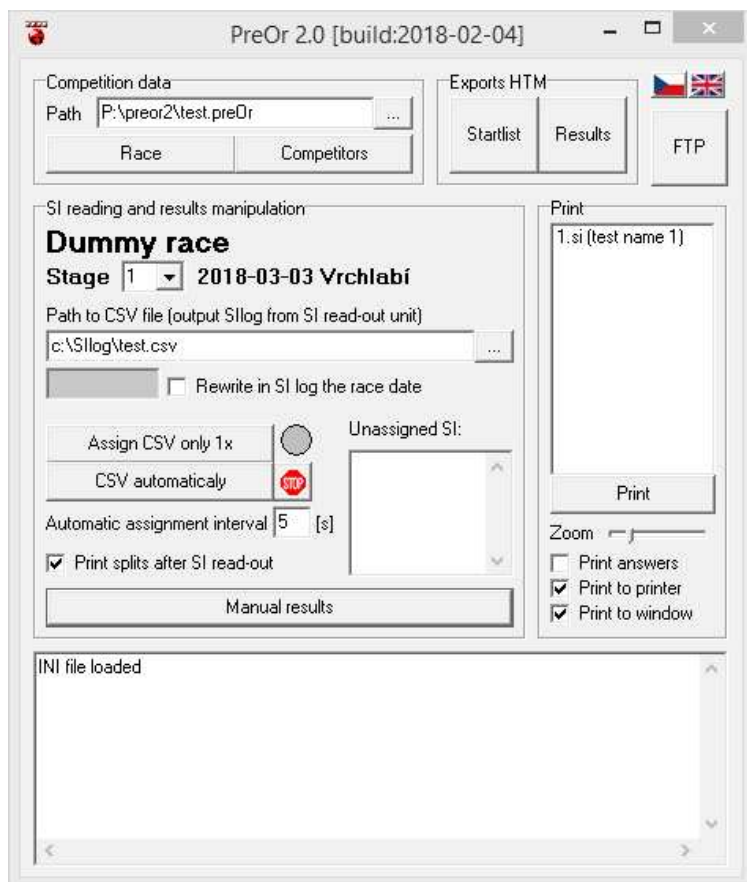 PreOr 2.0 [build:2018-02-04]
Competition data
Path P:\preor2\test.preOr ...
Race Competitors
Exports HTM
Startlist Results
FTP
SI reading and results manipulation
Dummy race
Stage 1 2018-03-03 Vrchlabí
Path to CSV file (output SIlog from SI read-out unit)
c:\SIlog\test.csv ...
Rewrite in SI log the race date
Assign CSV only 1x
CSV automaticaly STOP
Automatic assignment interval 5 [s]
Print splits after SI read-out
Unassigned SI:
Manual results
Print
1.si (test name 1)
Print
Zoom
Print answers
Print to printer
Print to window
INI file loaded